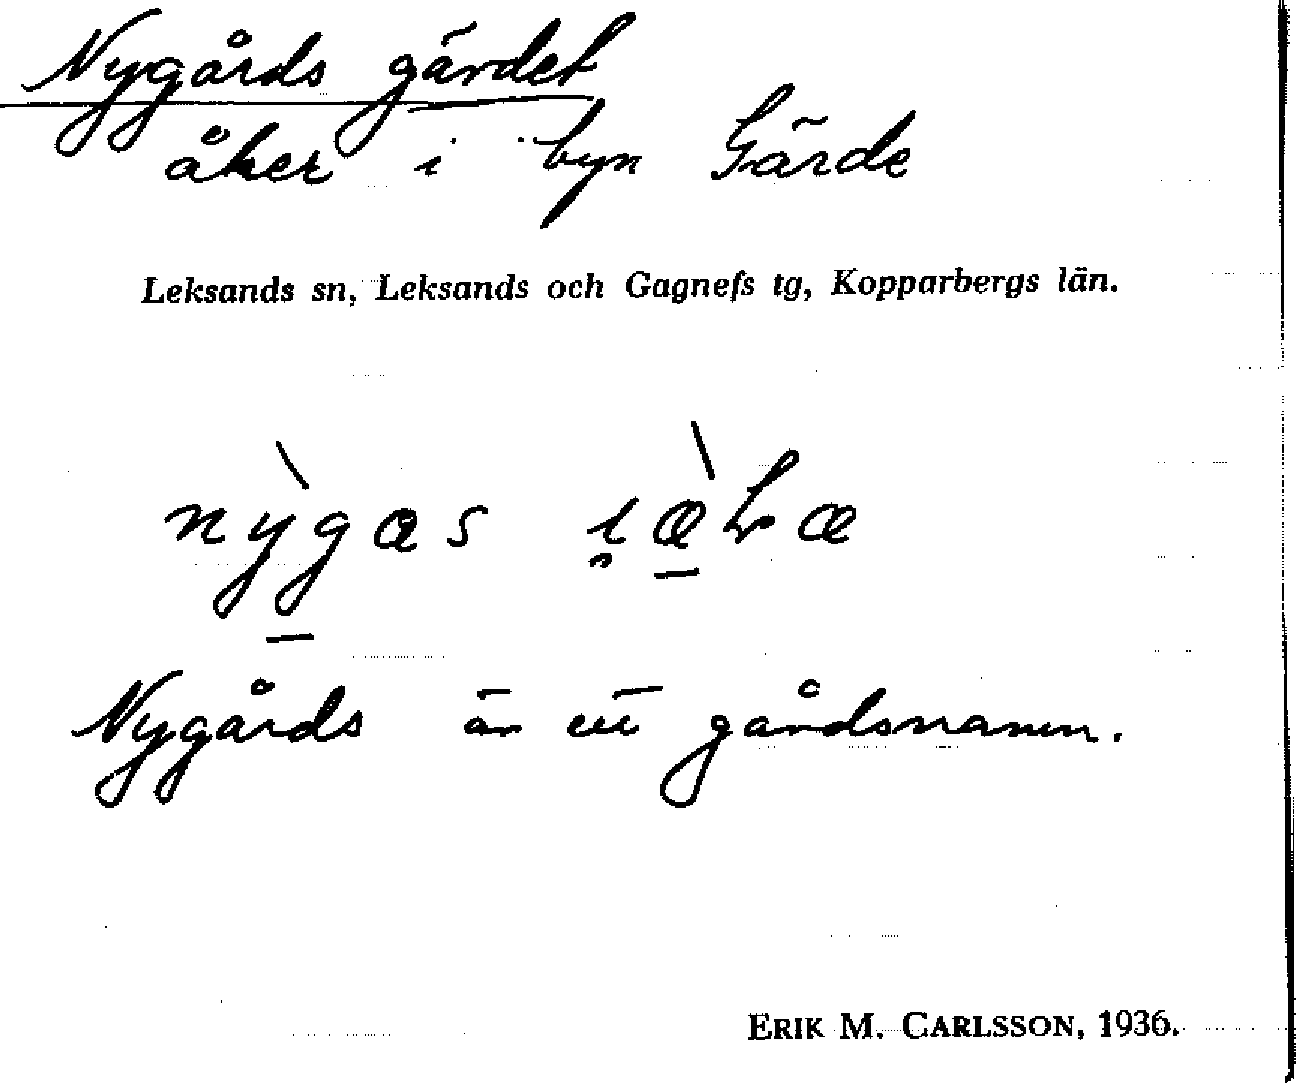 Nygårds gärdet
åker i byn Gärde
Leksands sn, Leksands och Gagnefs tg, Kopparbergs län.
Nygårds är ett gårdsnamn.
ERIK M. CARLSSON, 1936.